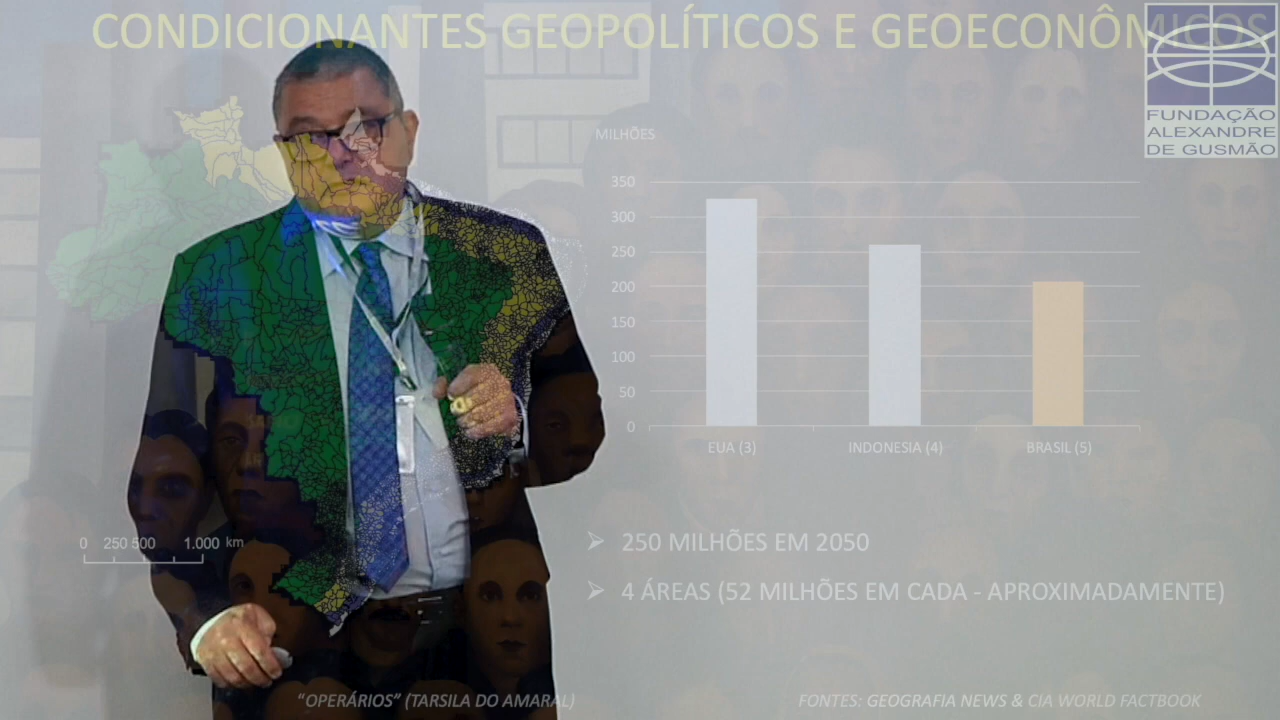 CONDICIONANTES GEOPOLÍTICOS E GEOECONÔMICOS
FUNDAÇÃO
ALEXANDRE
DE GUSMÃO
MILHÕES
350
300
250
200
150
100
50
0
EUA (3)
INDONESIA (4)
BRASIL (5)
0 250 500 1.000 km
250 MILHÕES EM 2050
4 ÁREAS (52 MILHÕES EM CADA - APROXIMADAMENTE)
“OPERÁRIOS” (TARSILA DO AMARAL)
FONTES: GEOGRAFIA NEWS & CIA WORLD FACTBOOK